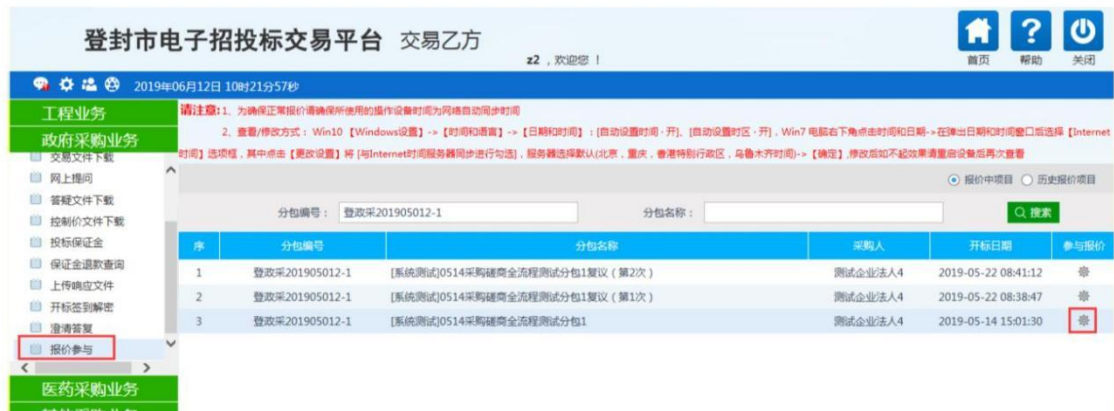 登封市电子招投标交易平台 交易乙方
z2，欢迎您！
首页 帮助 关闭
2019年06月12日 10时21分57秒
工程业务
政府采购业务
交易文件下载
网上提问
答疑文件下载
控制价文件下载
投标保证金
保证金退款查询
上传响应文件
开标签到解密
澄清答复
报价参与
医药采购业务
请注意:1、为确保正常报价请确保所使用的操作设备时间为网络自动同步时间
2、查看/修改方式：Win10【Windows设置】->【时间和语言】->【日期和时间】：[自动设置时间·开]、[自动设置时区·开]，Win7 电脑右下角点击时间和日期->在弹出日期和时间窗口后选择【Internet
时间】选项框，其中点击【更改设置】将 [与Internet时间服务器同步进行勾选]，服务器选择默认(北京，重庆，香港特别行政区，乌鲁木齐时间)->【确定】,修改后如不起效果请重启设备后再次查看
报价中项目 历史报价项目
分包编号： 登政采201905012-1 分包名称： 搜索
序 分包编号 分包名称 采购人 开标日期 参与报价
1 登政采201905012-1 [系统测试]0514采购磋商全流程测试分包1复议（第2次） 测试企业法人4 2019-05-22 08:41:12
2 登政采201905012-1 [系统测试]0514采购磋商全流程测试分包1复议（第1次） 测试企业法人4 2019-05-22 08:38:47
3 登政采201905012-1 [系统测试]0514采购磋商全流程测试分包1 测试企业法人4 2019-05-14 15:01:30